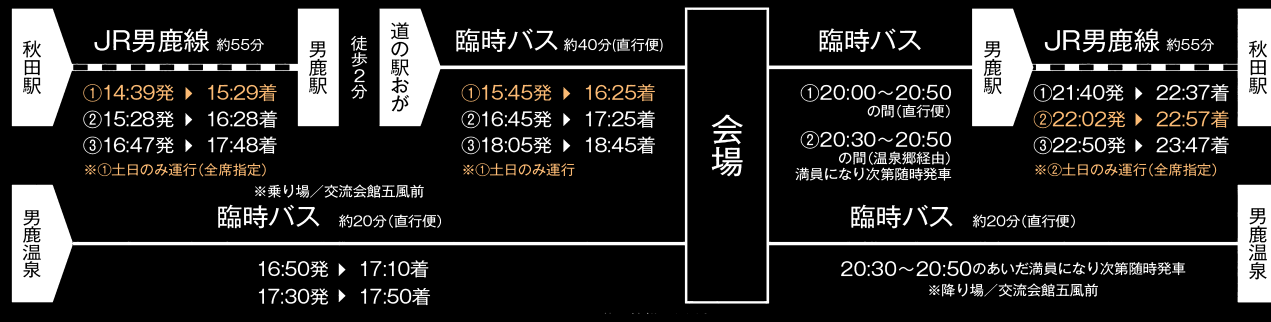 秋田駅
JR男鹿線 約55分
①14:39発 ▶ 15:29着
②15:28発 ▶ 16:28着
③16:47発 ▶ 17:48着
※①土日のみ運行(全席指定)
男鹿駅
徒歩2分
道の駅おが
臨時バス 約40分(直行便)
①15:45発 ▶ 16:25着
②16:45発 ▶ 17:25着
③18:05発 ▶ 18:45着
※①土日のみ運行
会場
臨時バス
①20:00〜20:50
の間(直行便)
②20:30〜20:50
の間(温泉郷経由)
満員になり次第随時発車
男鹿駅
JR男鹿線 約55分
①21:40発 ▶ 22:37着
②22:02発 ▶ 22:57着
③22:50発 ▶ 23:47着
※②土日のみ運行(全席指定)
秋田駅
男鹿温泉
※乗り場/交流会館五風前
臨時バス 約20分(直行便)
16:50発 ▶ 17:10着
17:30発 ▶ 17:50着
臨時バス 約20分(直行便)
20:30〜20:50のあいだ満員になり次第随時発車
※降り場/交流会館五風前
男鹿温泉